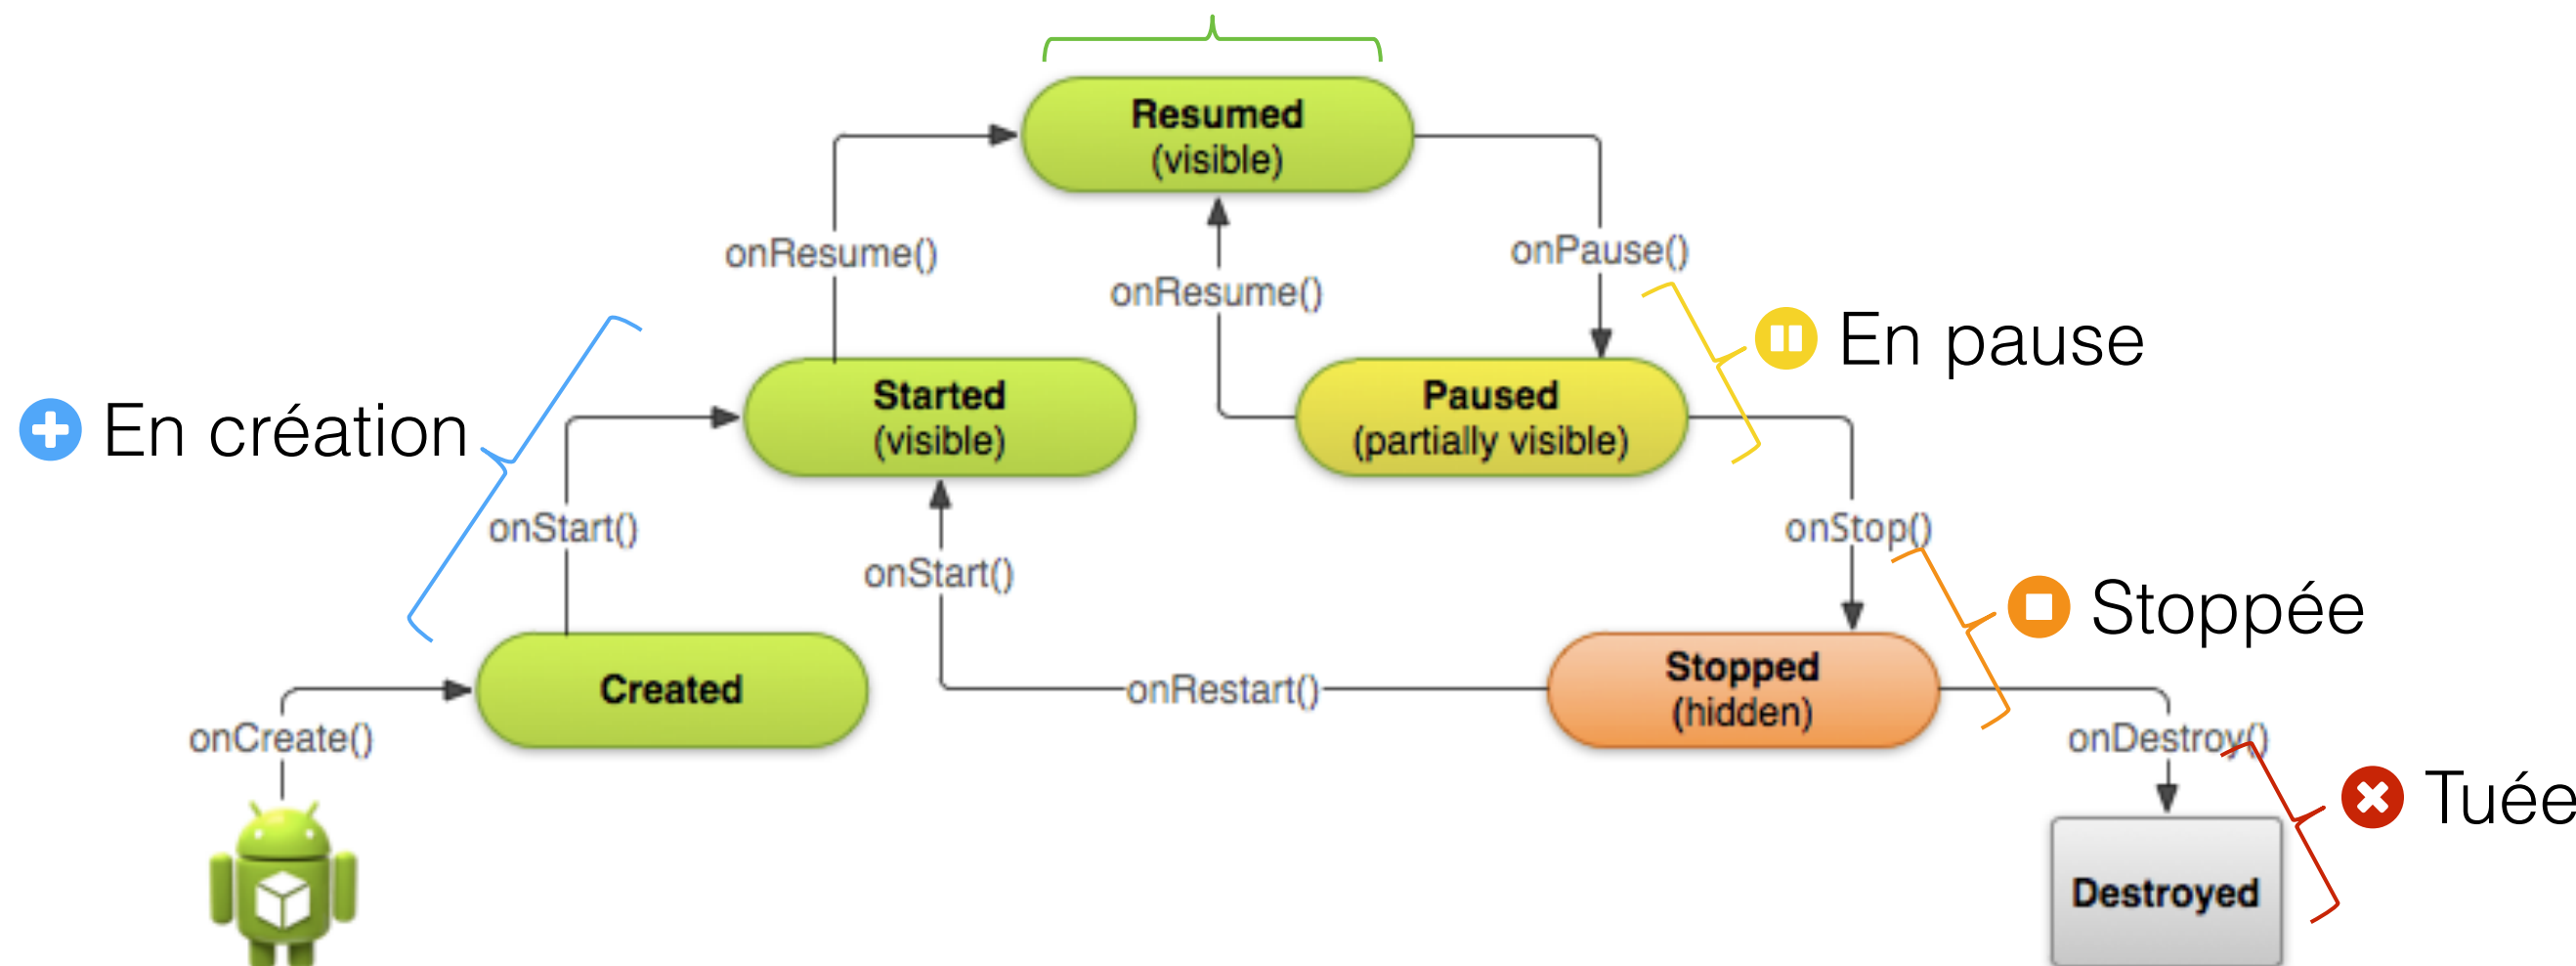 Resumed
(visible)
onResume()
onPause()
onResume()
En pause
Started
(visible)
Paused
(partially visible)
En création
onStart()
onStop()
onStart()
Stoppée
Created
onRestart()
Stopped
(hidden)
onCreate()
onDestroy()
Tuée
Destroyed